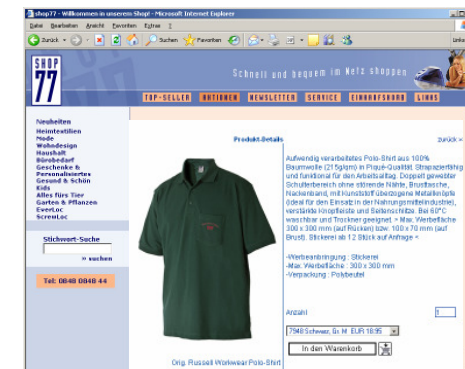 shop77 - Willkommen in unserem Shop! - Microsoft Internet Explorer
Datei Bearbeiten Ansicht Favoriten Extras ?
Zurück Suchen Favoriten Links
SHOP
77
Schnell und bequem im Netz shoppen
TOP-SELLER AKTIONEN NEWSLETTER SERVICE EINKAUFSKORB LINKS
Neuheiten
Heimtextilien
Mode
Wohndesign
Haushalt
Bürobedarf
Geschenke &
Personalisiertes
Gesund & Schön
Kids
Alles fürs Tier
Garten & Pflanzen
EverLoc
ScrewLoc
Stichwort-Suche
» suchen
Tel: 0848 0848 44
Produkt-Details
zurück «
Aufwendig verarbeitetes Polo-Shirt aus 100%
Baumwolle (215g/qm) in Piqué-Qualität. Strapazierfähig
und funktional für den Arbeitsalltag. Doppelt gewebter
Schulterbereich ohne störende Nähte, Brusttasche,
Nackenband, mit kunststoff überzogene Metallknöpfe
(ideal für den Einsatz in der Nahrungsmittelindustrie),
verstärkte Knopfleiste und Seitenschlitze. Bei 60°C
waschbar und Trockner geeignet > Max. Werbefläche
300 x 300 mm (auf Rücken) bzw. 100 x 70 mm (auf
Brust). Stickerei ab 12 Stück auf Anfrage <
-Werbeanbringung : Stickerei
-Max. Werbefläche : 300 x 300 mm
-Verpackung : Polybeutel
Anzahl 1
7948 Schwarz, Gr. M EUR 18.95
In den Warenkorb
Orig. Russell Workwear Polo-Shirt